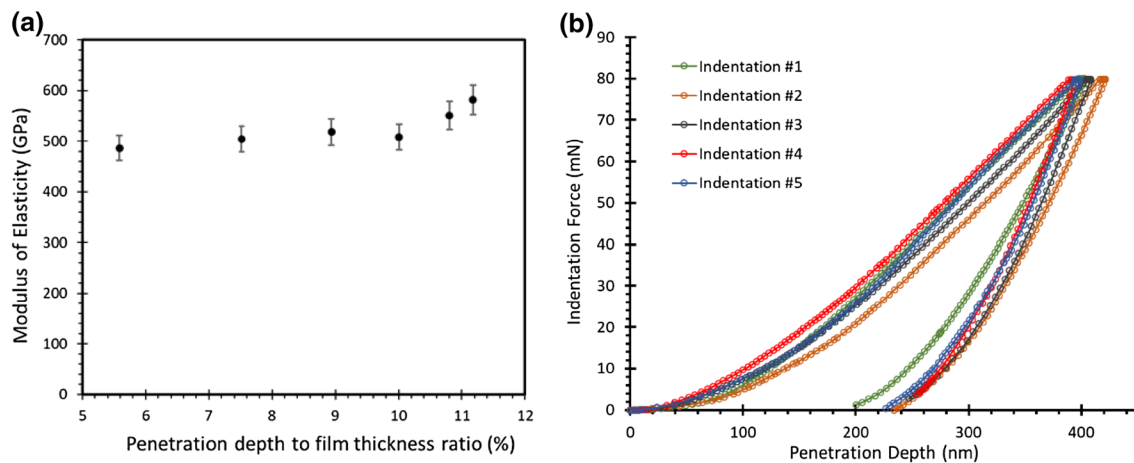 (a)
700
600
500
400
300
200
100
0
5 6 7 8 9 10 11 12
Modulus of Elasticity (GPa)
Penetration depth to film thickness ratio (%)
(b)
90
80
70
60
50
40
30
20
10
0
0 100 200 300 400
Indentation Force (mN)
Penetration Depth (nm)
Indentation #1
Indentation #2
Indentation #3
Indentation #4
Indentation #5